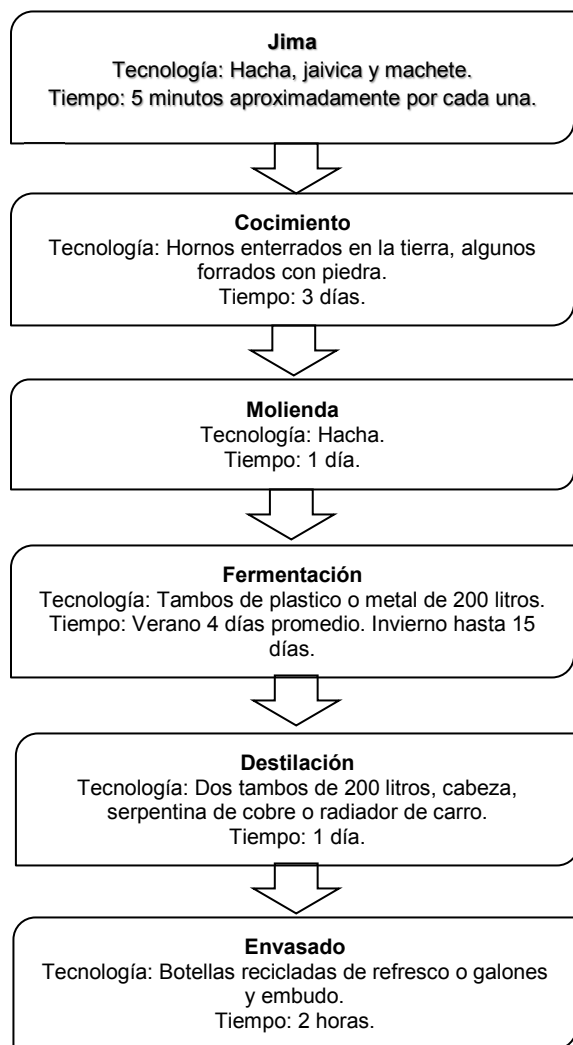 Jima
Tecnología: Hacha, jaivica y machete.
Tiempo: 5 minutos aproximadamente por cada una.
Cocimiento
Tecnología: Hornos enterrados en la tierra, algunos
forrados con piedra.
Tiempo: 3 días.
Molienda
Tecnología: Hacha.
Tiempo: 1 día.
Fermentación
Tecnología: Tambos de plastico o metal de 200 litros.
Tiempo: Verano 4 días promedio. Invierno hasta 15
días.
Destilación
Tecnología: Dos tambos de 200 litros, cabeza,
serpentina de cobre o radiador de carro.
Tiempo: 1 día.
Envasado
Tecnología: Botellas recicladas de refresco o galones
y embudo.
Tiempo: 2 horas.